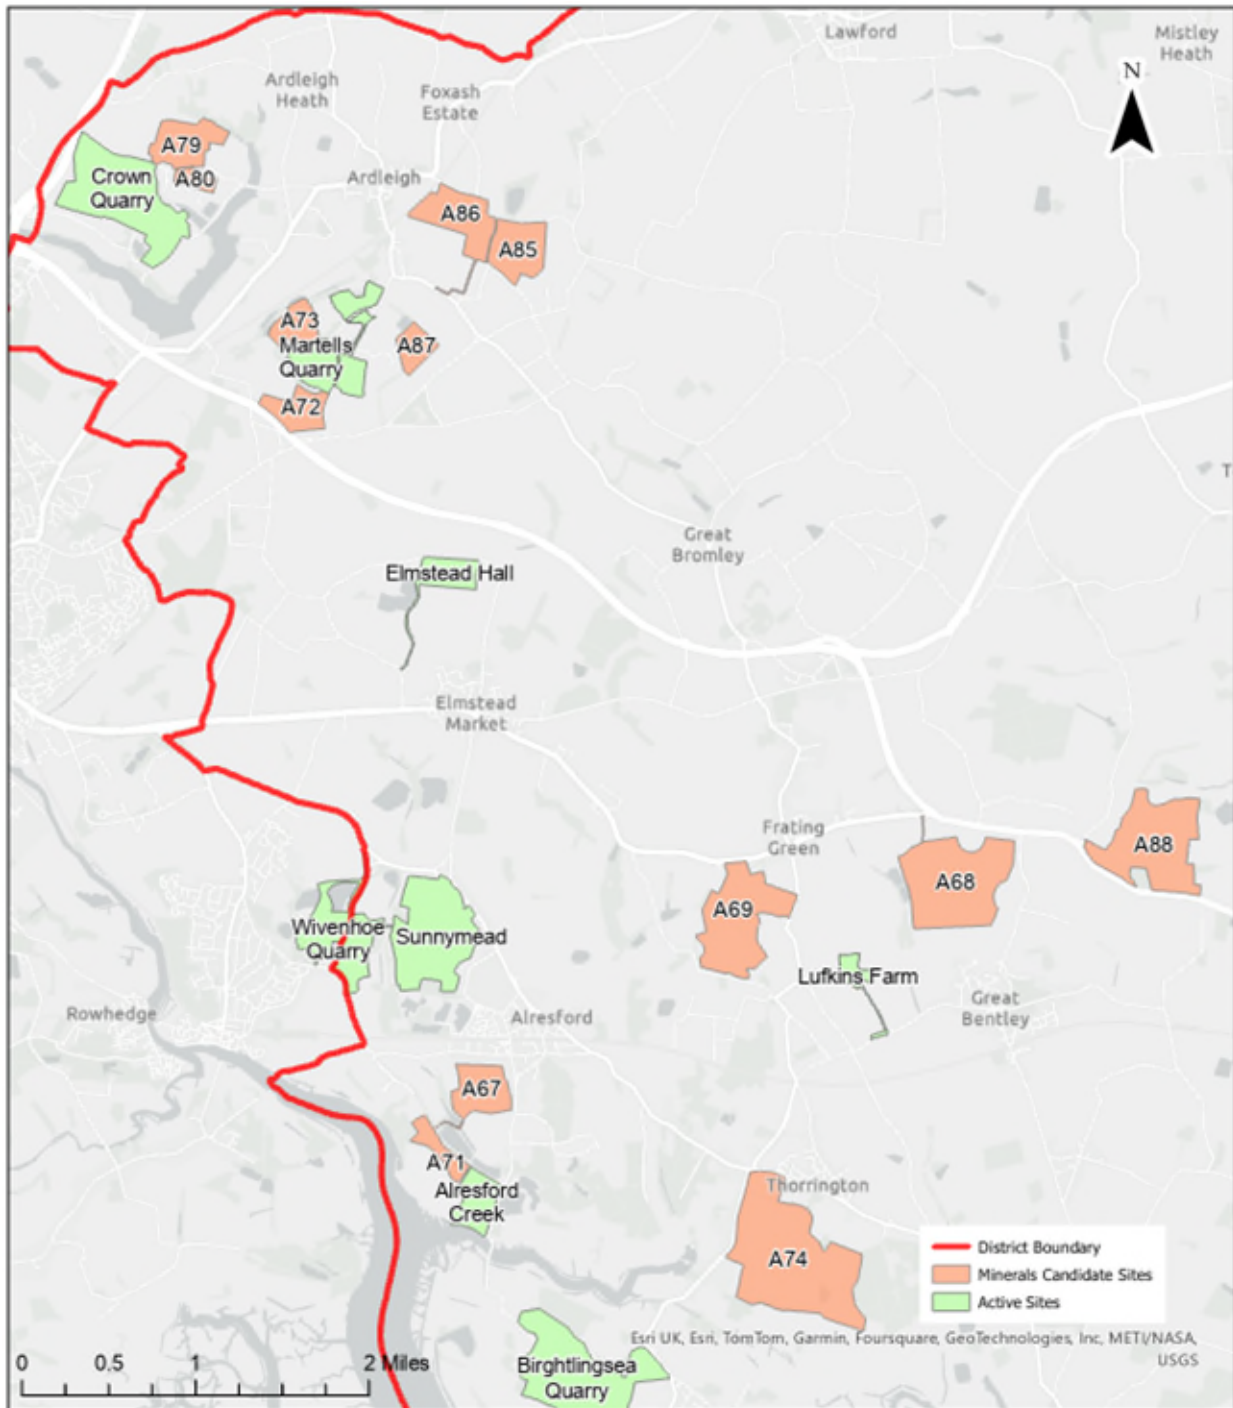 Lawford
Mistley
Heath
N
Ardleigh
Heath
Foxash
Estate
A79
A80
Crown
Quarry
Ardleigh
A86
A85
A73
Martells
Quarry
A87
A72
T
Great
Bromley
Elmstead Hall
Elmstead
Market
Frating
Green
A88
A68
A69
Wivenhoe
Quarry
Sunnymead
Lufkins Farm
Great
Bentley
Rowhedge
Alresford
A67
A71
Alresford
Creek
Thorrington
A74
District Boundary
Minerals Candidate Sites
Active Sites
Esri UK, Esri, TomTom, Garmin, Foursquare, GeoTechnologies, Inc, METI/NASA,
USGS
0 0.5 1 2 Miles
Birghtlingsea
Quarry